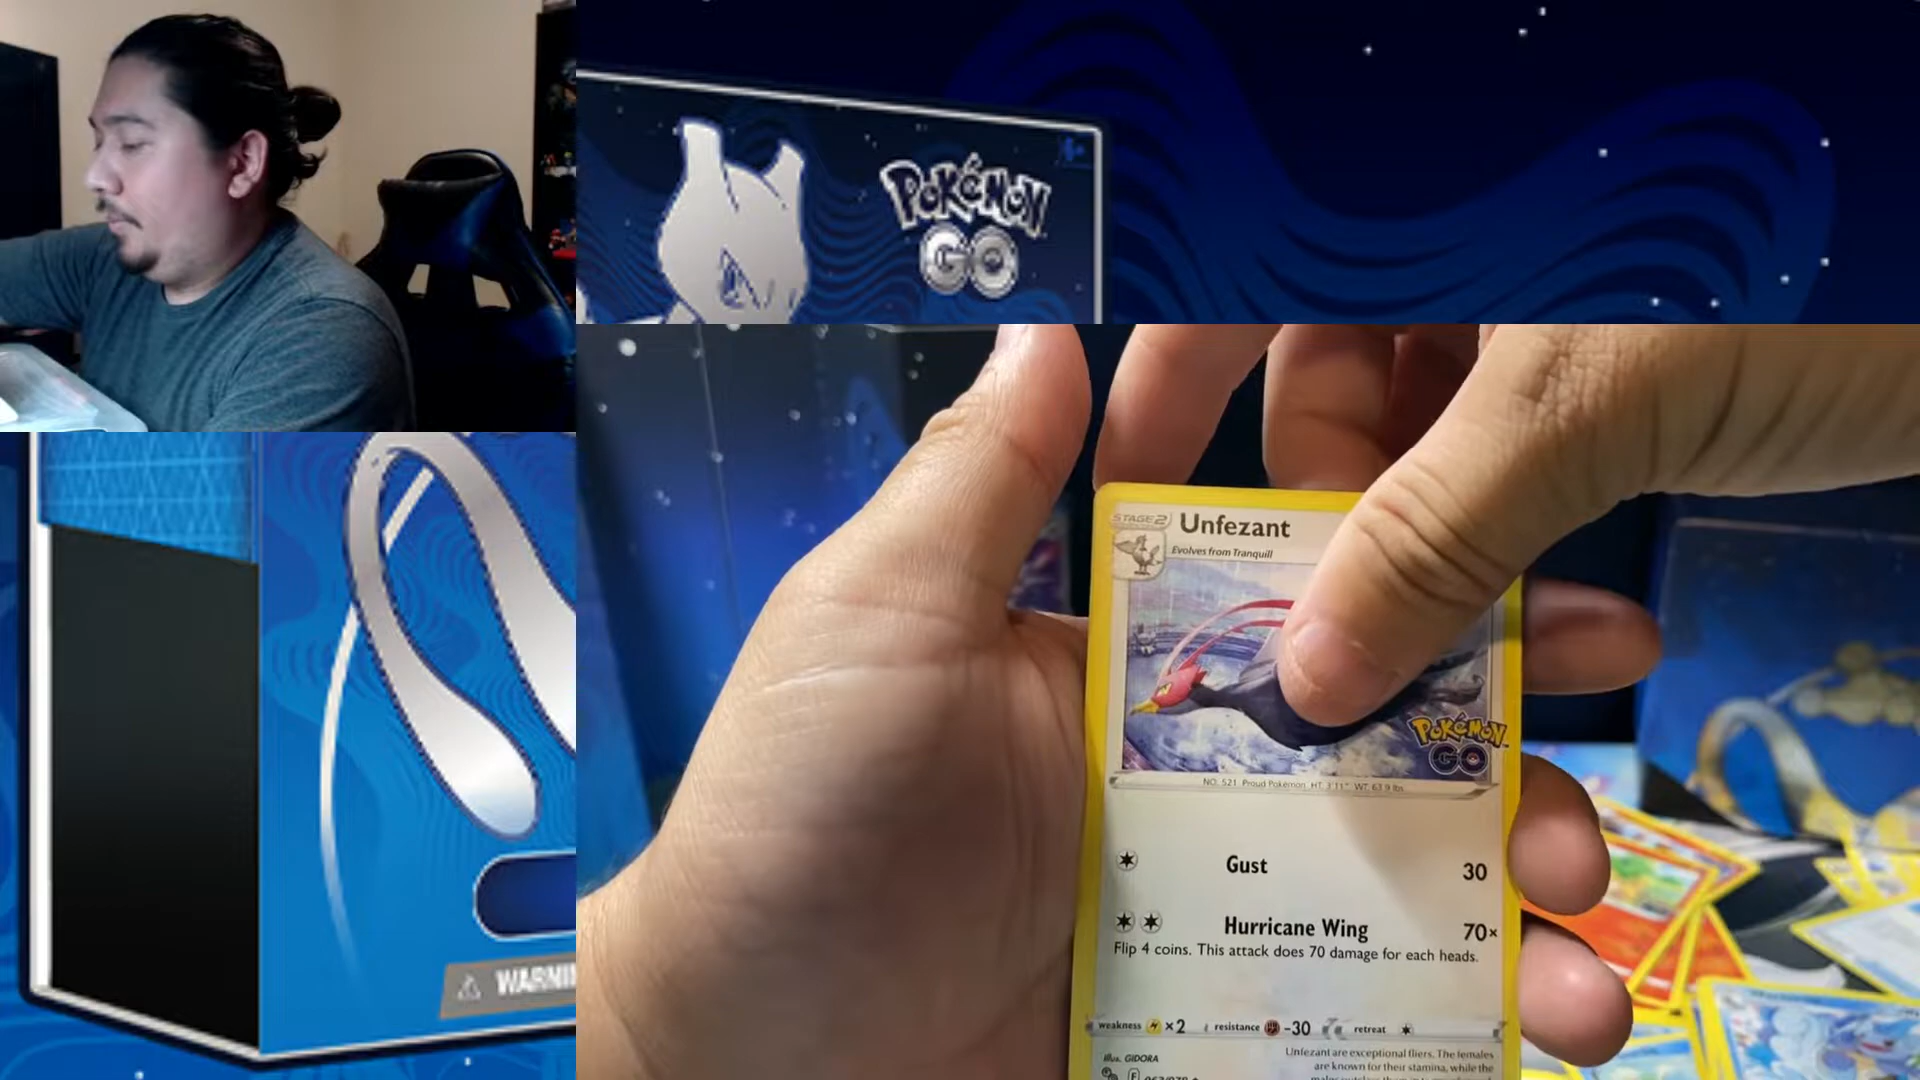 POKÉMON
GO
STAGE 2
Unfezant
Evolves from Tranquill
POKÉMON
GO
NO. 521 Proud Pokémon HT: 3'11" WT: 63.9 lbs.
Gust 30
Hurricane Wing 70×
Flip 4 coins. This attack does 70 damage for each heads.
weakness ×2 resistance -30 retreat
Illus. GIDORA
Unfezant are exceptional fliers. The females
are known for their stamina, while the
WARNIN